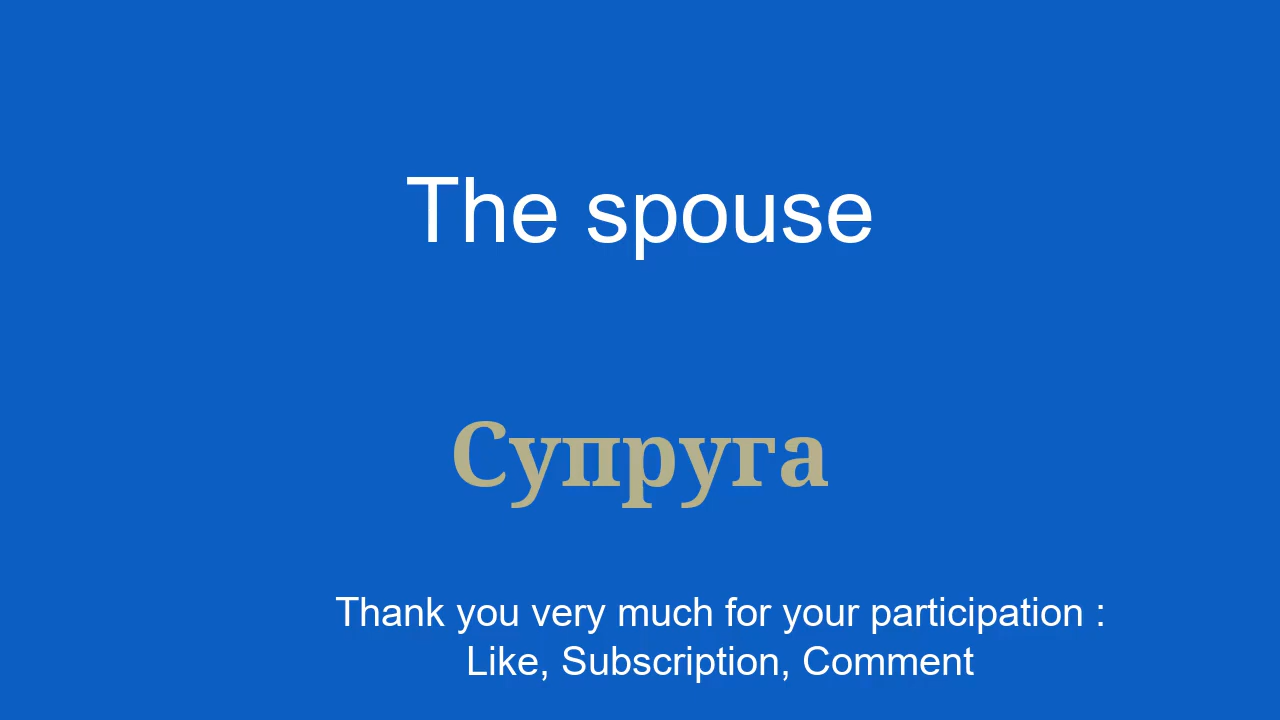 The spouse
Супруга
Thank you very much for your participation :
Like, Subscription, Comment